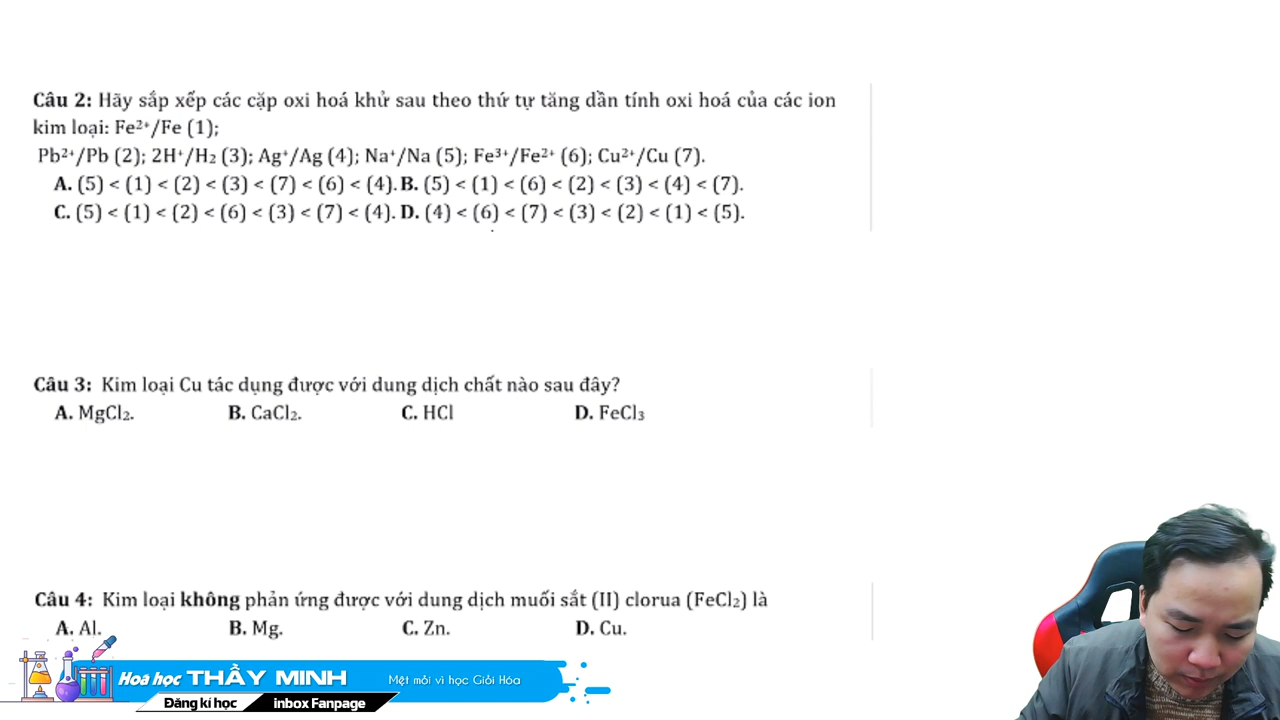 Câu 2: Hãy sắp xếp các cặp oxi hoá khử sau theo thứ tự tăng dần tính oxi hoá của các ion
kim loại: Fe²⁺/Fe (1);
Pb²⁺/Pb (2); 2H⁺/H₂ (3); Ag⁺/Ag (4); Na⁺/Na (5); Fe³⁺/Fe²⁺ (6); Cu²⁺/Cu (7).
A. (5) < (1) < (2) < (3) < (7) < (6) < (4). B. (5) < (1) < (6) < (2) < (3) < (4) < (7).
C. (5) < (1) < (2) < (6) < (3) < (7) < (4). D. (4) < (6) < (7) < (3) < (2) < (1) < (5).
Câu 3: Kim loại Cu tác dụng được với dung dịch chất nào sau đây?
A. MgCl₂. B. CaCl₂. C. HCl D. FeCl₃
Câu 4: Kim loại không phản ứng được với dung dịch muối sắt (II) clorua (FeCl₂) là
A. Al. B. Mg. C. Zn. D. Cu.
Hoá học THẦY MINH Mệt mỏi vì học Giỏi Hóa
Đăng kí học inbox Fanpage